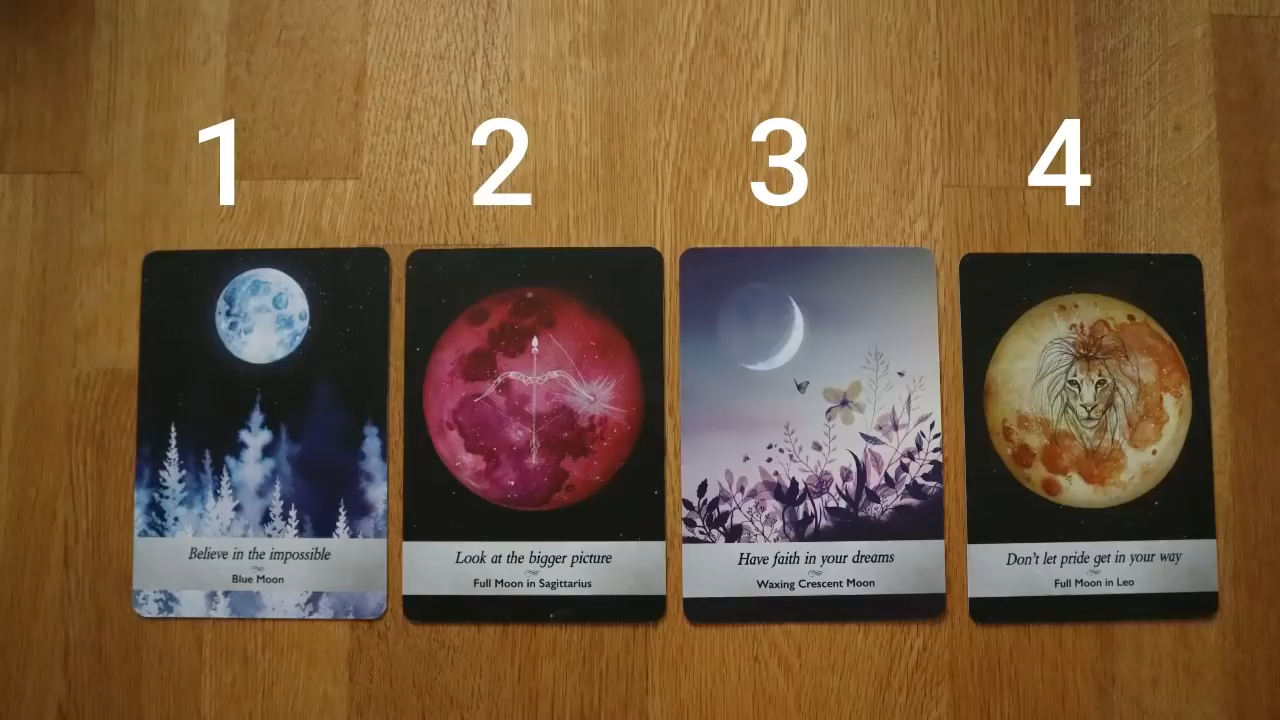 1
2
3
4
Believe in the impossible
Blue Moon
Look at the bigger picture
Full Moon in Sagittarius
Have faith in your dreams
Waxing Crescent Moon
Don't let pride get in your way
Full Moon in Leo